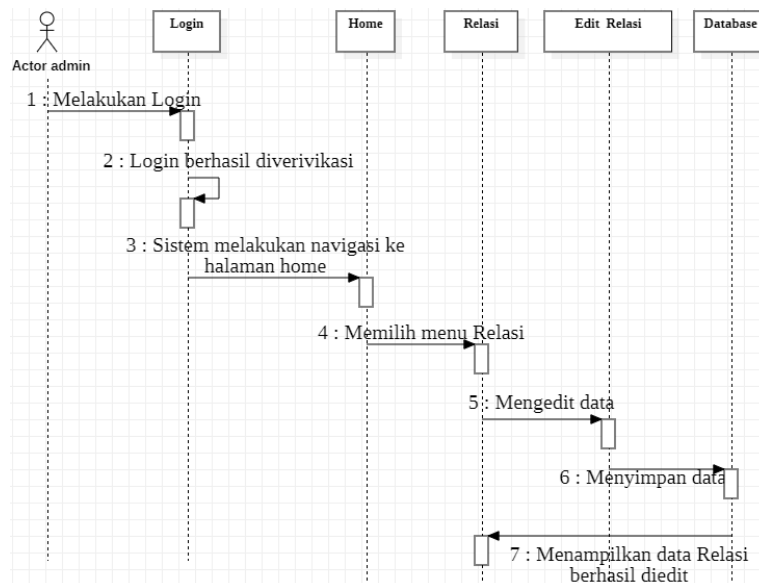 Login
Home
Relasi
Edit Relasi
Database
Actor admin
1 : Melakukan Login
2 : Login berhasil diverivikasi
3 : Sistem melakukan navigasi ke
halaman home
4 : Memilih menu Relasi
5 : Mengedit data
6 : Menyimpan data
7 : Menampilkan data Relasi
berhasil diedit